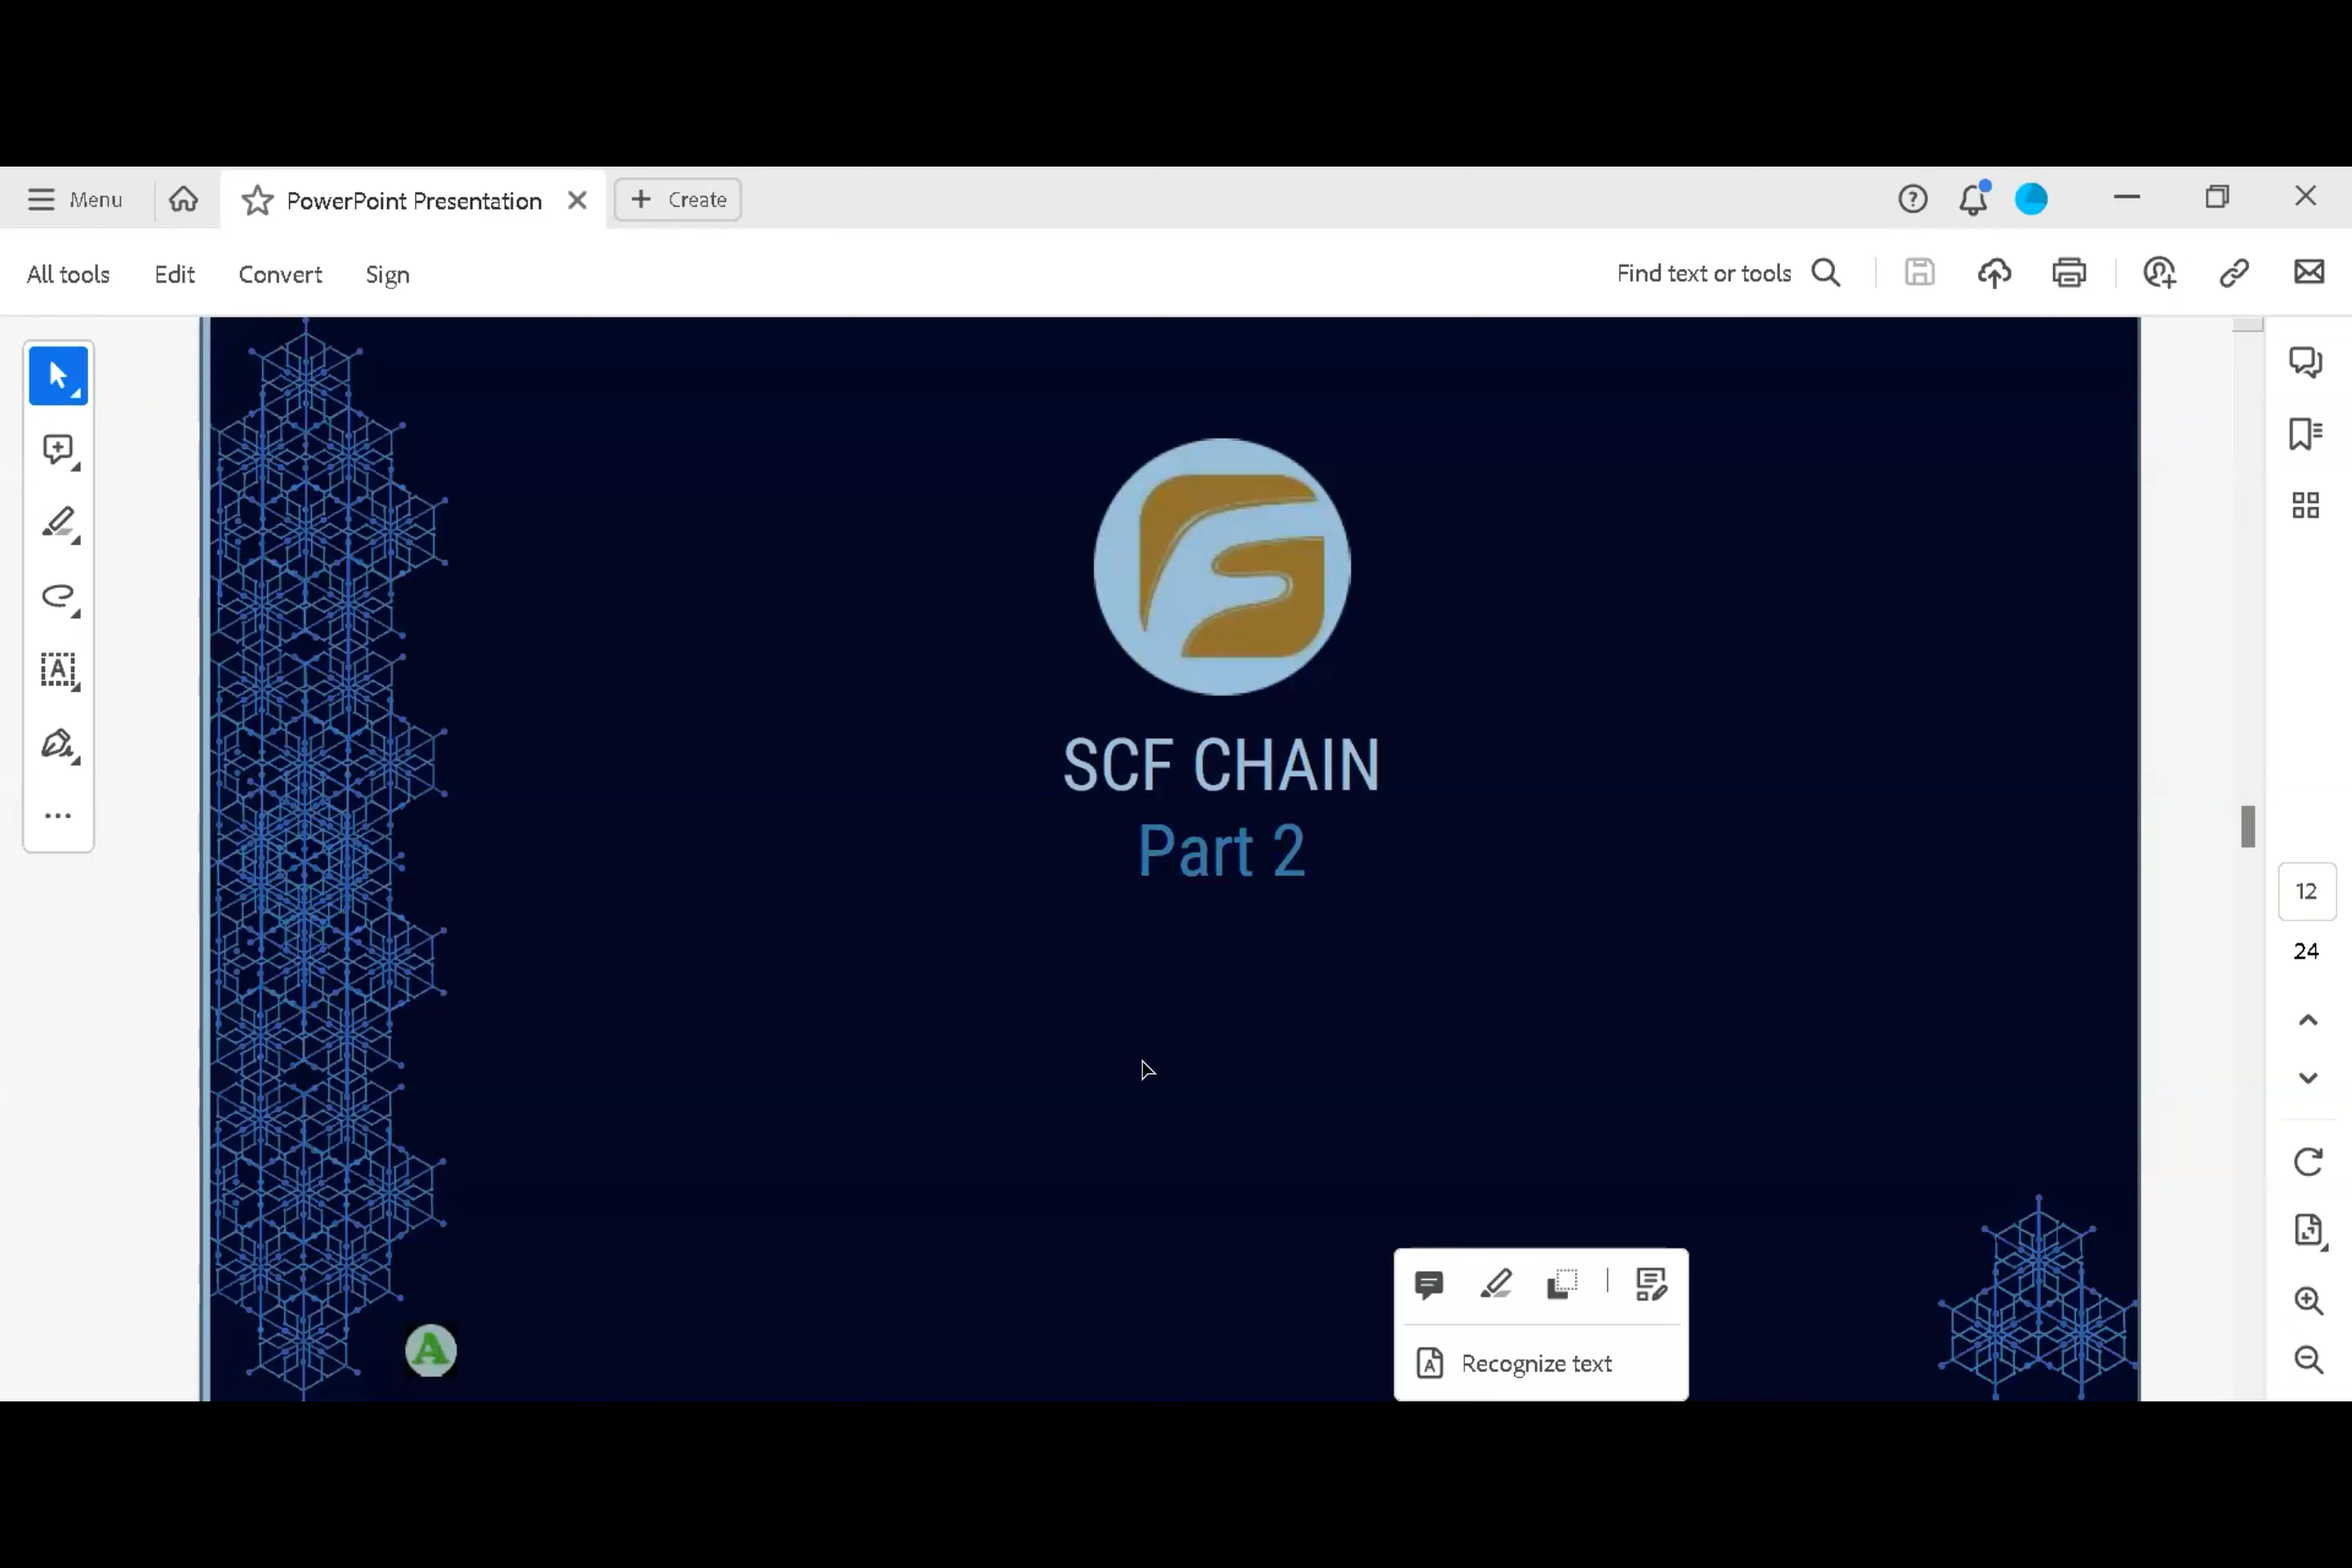 Menu
PowerPoint Presentation
Create
All tools
Edit
Convert
Sign
Find text or tools
SCF CHAIN
Part 2
12
24
A
Recognize text